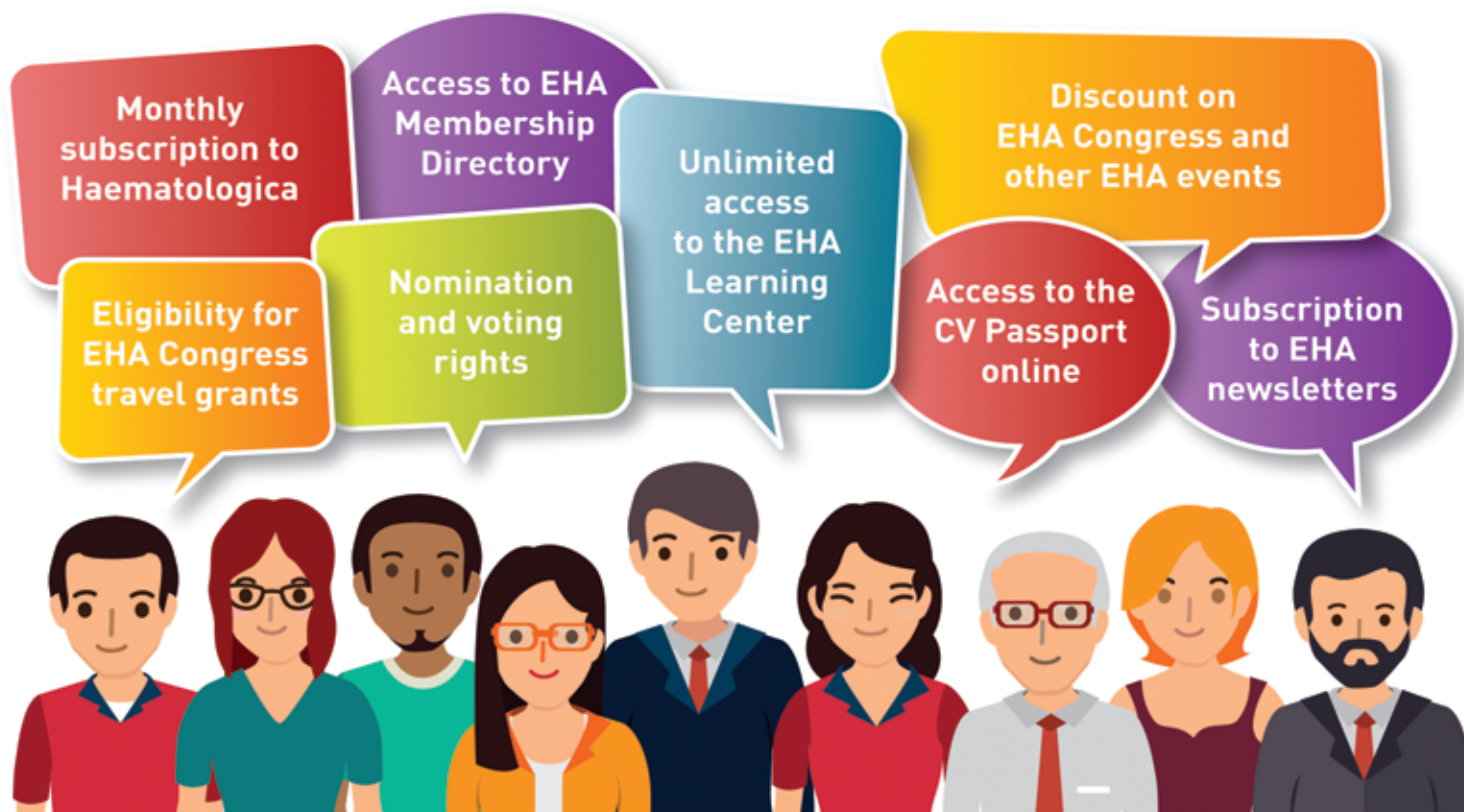 Monthly
subscription to
Haematologica
Access to EHA
Membership
Directory
Unlimited
access
to the EHA
Learning
Center
Discount on
EHA Congress and
other EHA events
Eligibility for
EHA Congress
travel grants
Nomination
and voting
rights
Access to the
CV Passport
online
Subscription
to EHA
newsletters